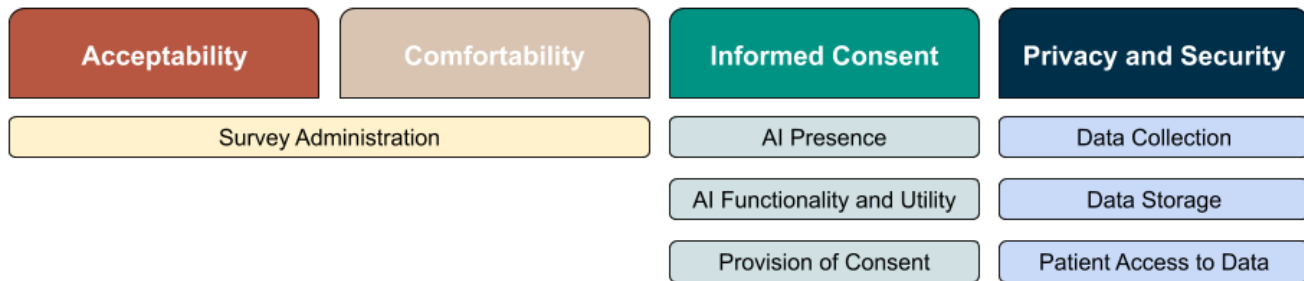 Acceptability
Comfortability
Informed Consent
Privacy and Security
Survey Administration
AI Presence
Data Collection
AI Functionality and Utility
Data Storage
Provision of Consent
Patient Access to Data